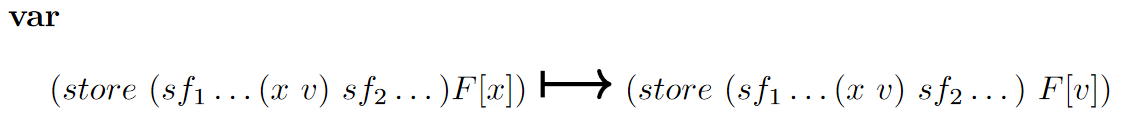 var
(store (sf₁ … (x v) sf₂ …)F[x]) ⟼ (store (sf₁ … (x v) sf₂ …) F[v])